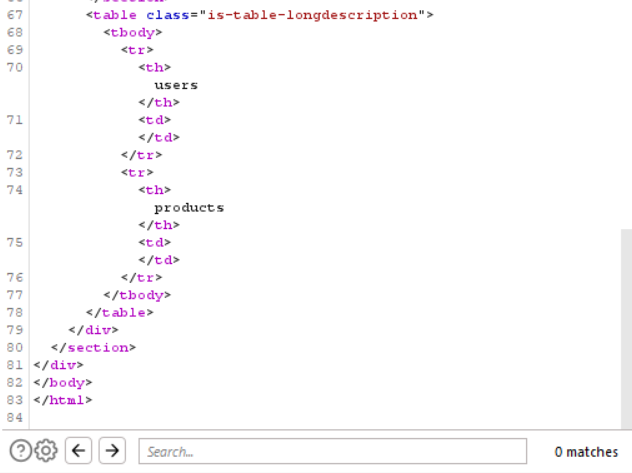 67 <table class="is-table-longdescription">
68 <tbody>
69 <tr>
70 <th>
users
</th>
71 <td>
</td>
72 </tr>
73 <tr>
74 <th>
products
</th>
75 <td>
</td>
76 </tr>
77 </tbody>
78 </table>
79 </div>
80 </section>
81 </div>
82 </body>
83 </html>
84
Search... 0 matches